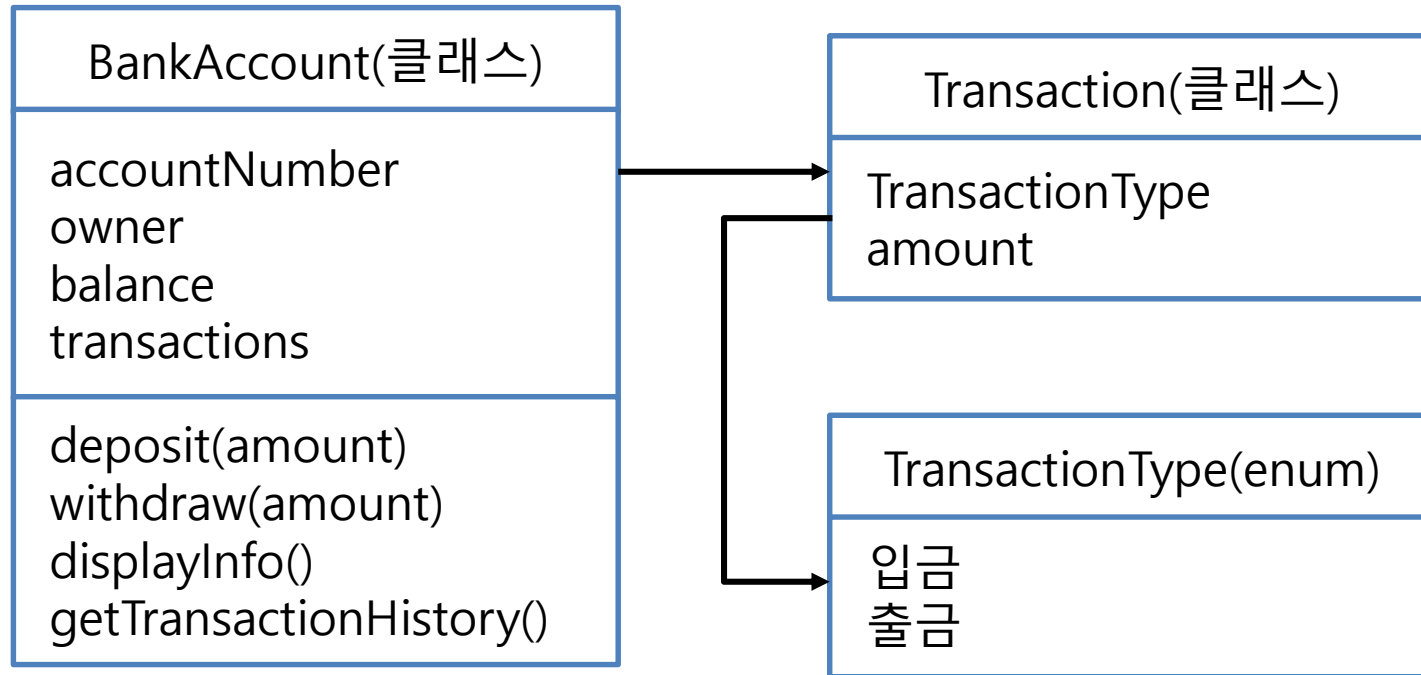 BankAccount(클래스)
accountNumber
owner
balance
transactions
deposit(amount)
withdraw(amount)
displayInfo()
getTransactionHistory()
Transaction(클래스)
TransactionType
amount
TransactionType(enum)
입금
출금